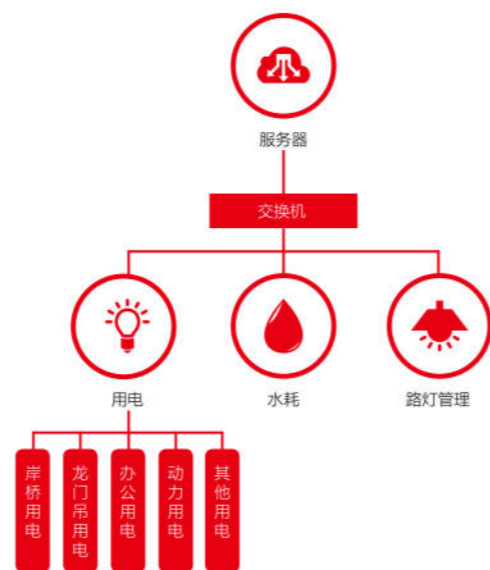 服务器
交换机
用电
水耗
路灯管理
岸桥用电
龙门吊用电
办公用电
动力用电
其他用电